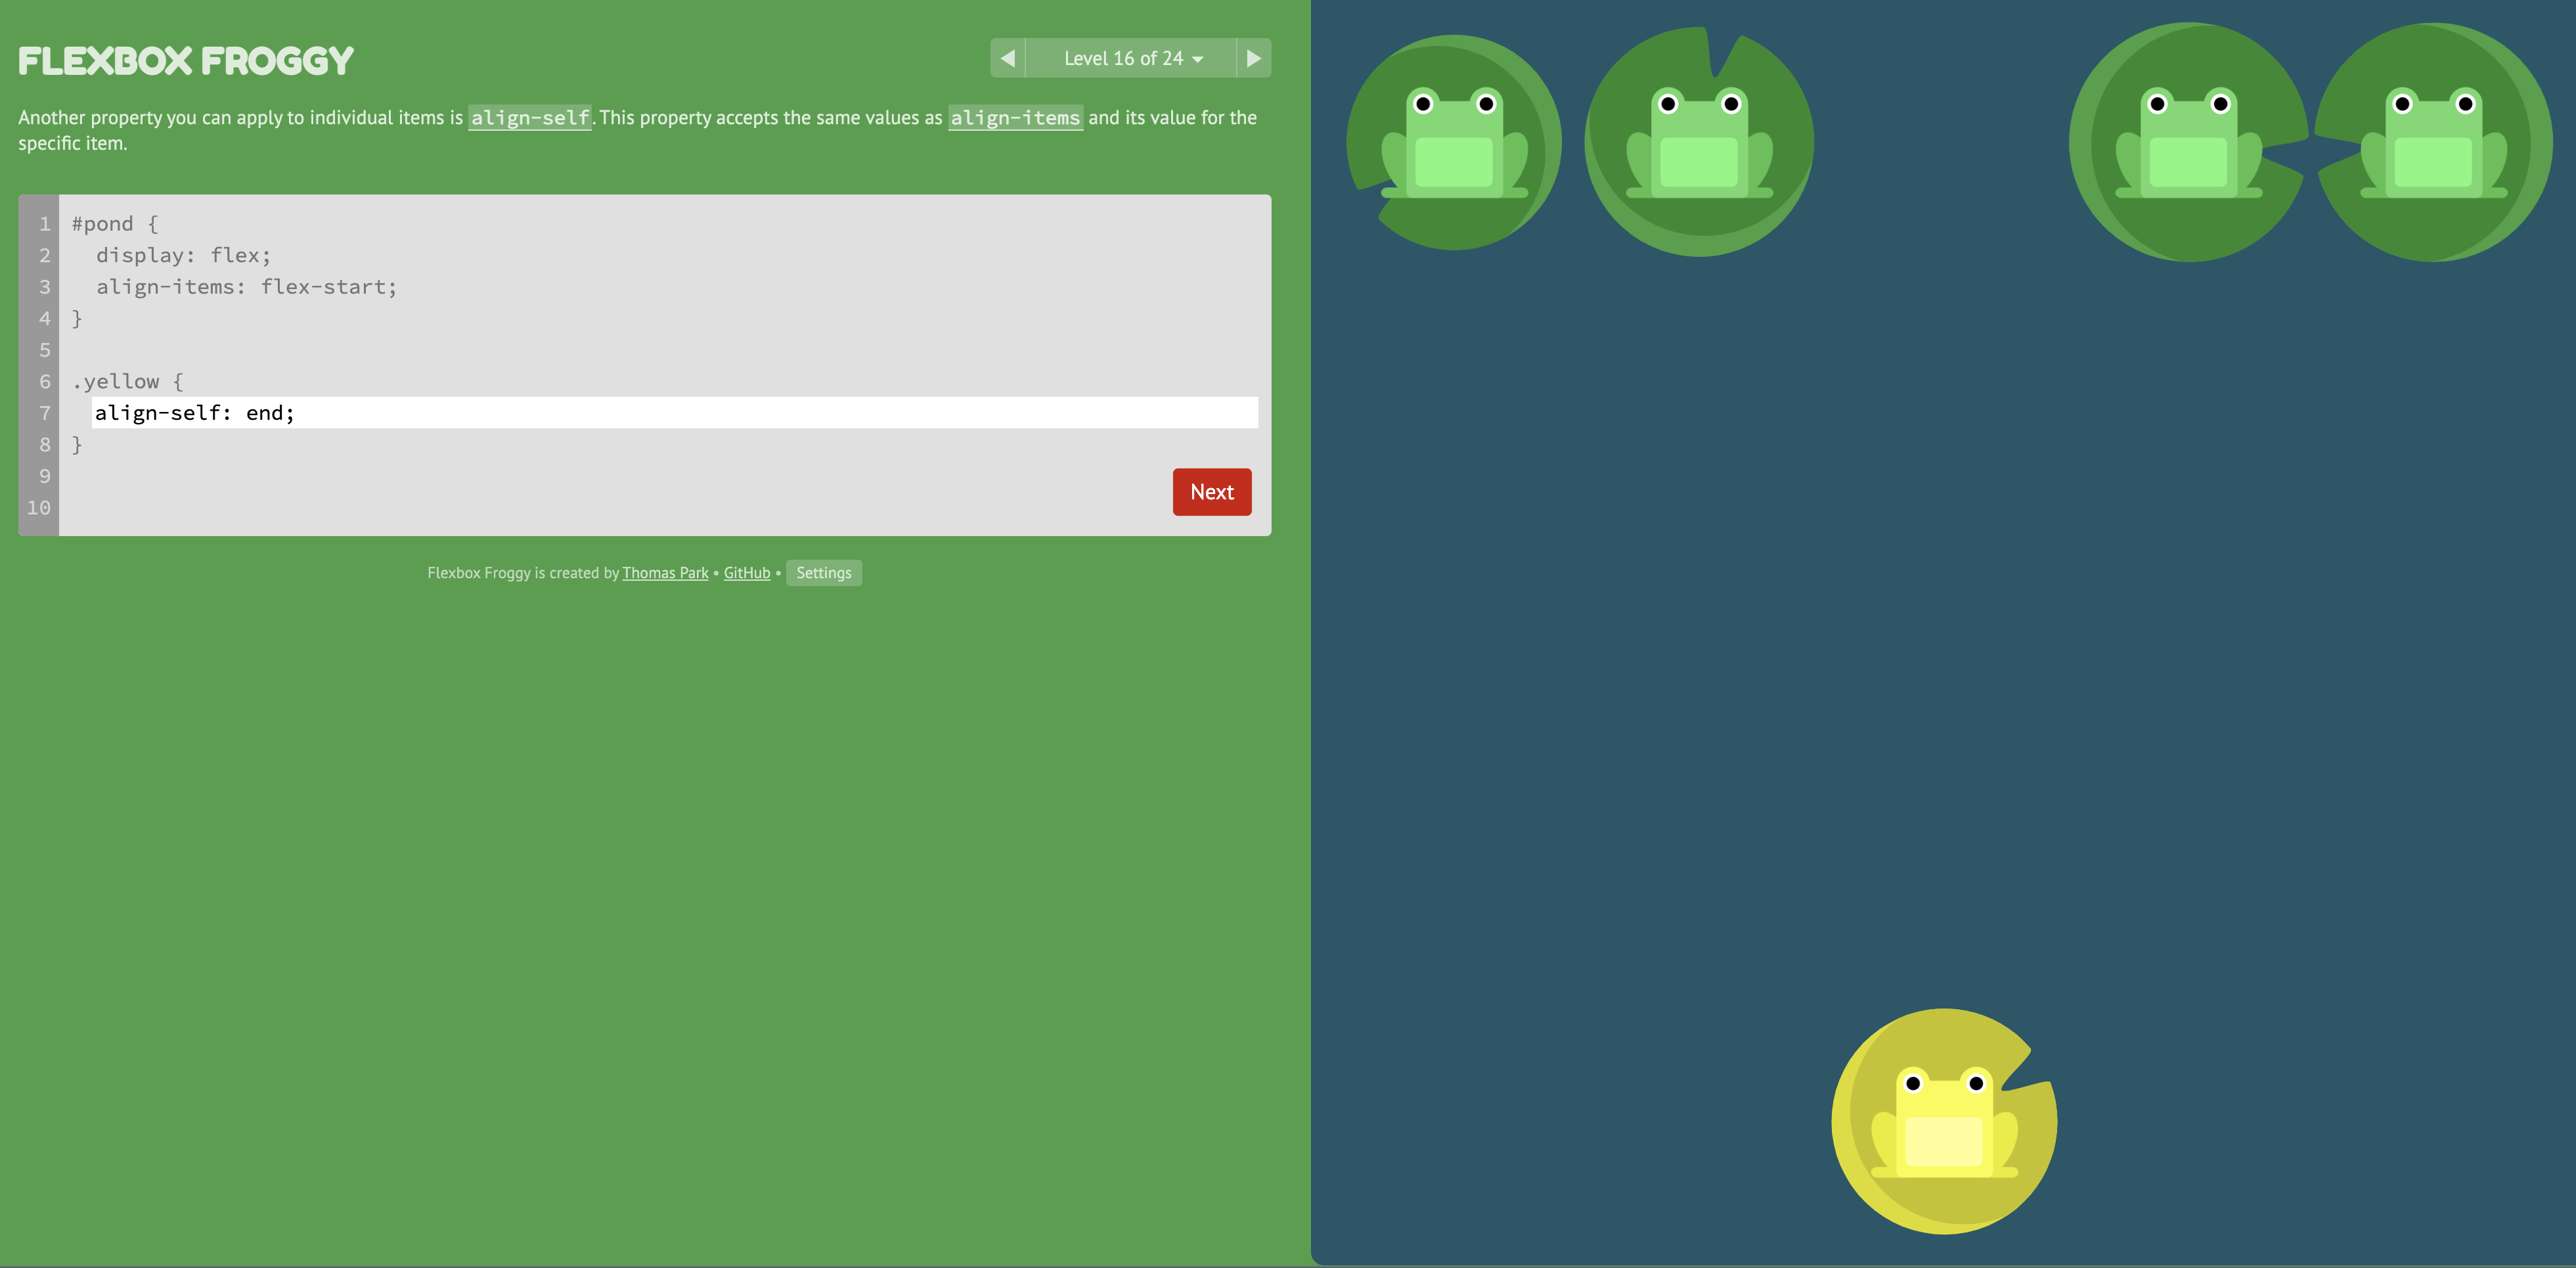 FLEXBOX FROGGY
Level 16 of 24
Another property you can apply to individual items is align-self. This property accepts the same values as align-items and its value for the
specific item.
1 #pond {
2 display: flex;
3 align-items: flex-start;
4 }
5
6 .yellow {
7 align-self: end;
8 }
9
10
Next
Flexbox Froggy is created by Thomas Park • GitHub • Settings